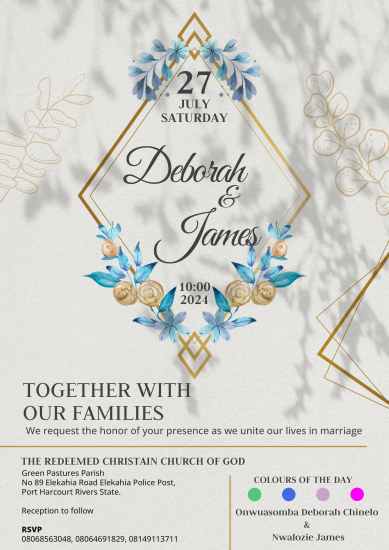 27
JULY
SATURDAY
Deborah
&
James
10:00
2024
TOGETHER WITH
OUR FAMILIES
We request the honor of your presence as we unite our lives in marriage
THE REDEEMED CHRISTAIN CHURCH OF GOD
Green Pastures Parish
No 89 Elekahia Road Elekahia Police Post,
Port Harcourt Rivers State.
Reception to follow
RSVP
08068563048, 08064691829, 08149113711
COLOURS OF THE DAY
Onwuasomba Deborah Chinelo
&
Nwalozie James